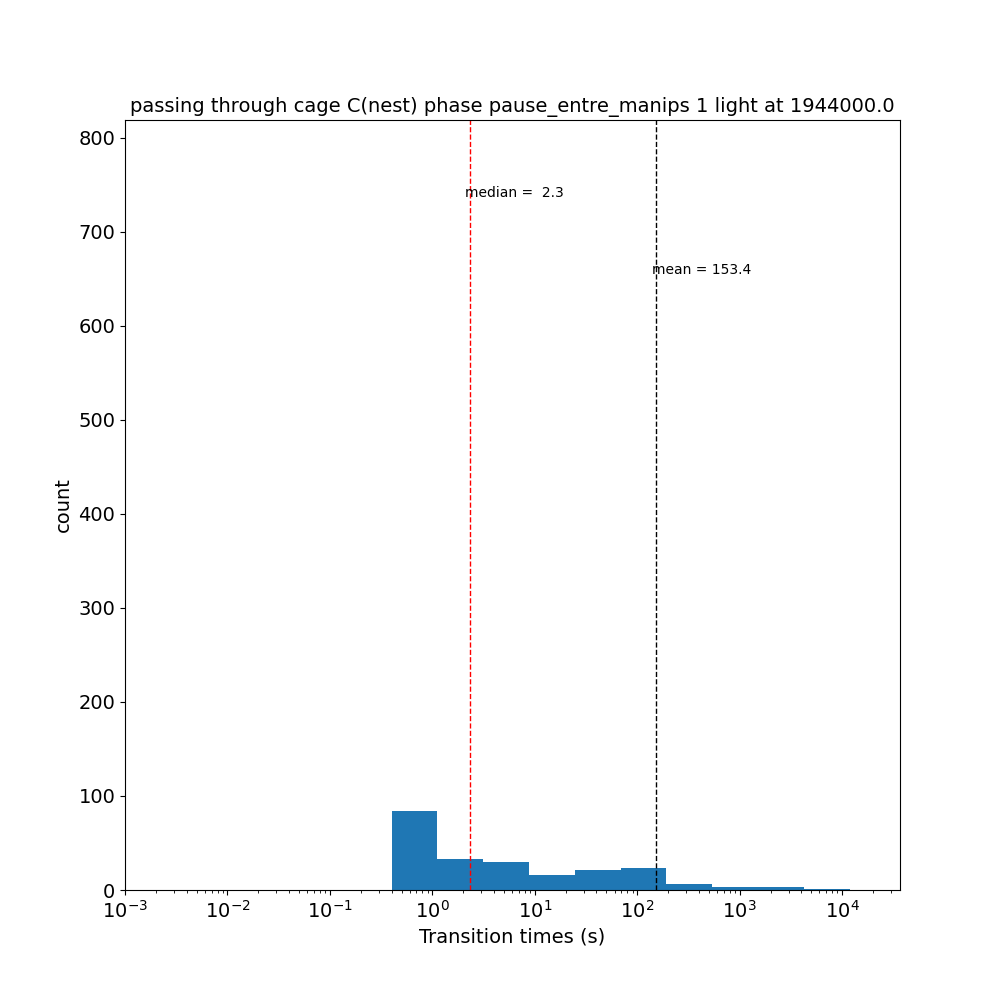 passing through cage C(nest) phase pause_entre_manips 1 light at 1944000.0
800
700
600
500
400
300
200
100
0
median =  2.3
mean = 153.4
count
10⁻³ 10⁻² 10⁻¹ 10⁰ 10¹ 10² 10³ 10⁴
Transition times (s)